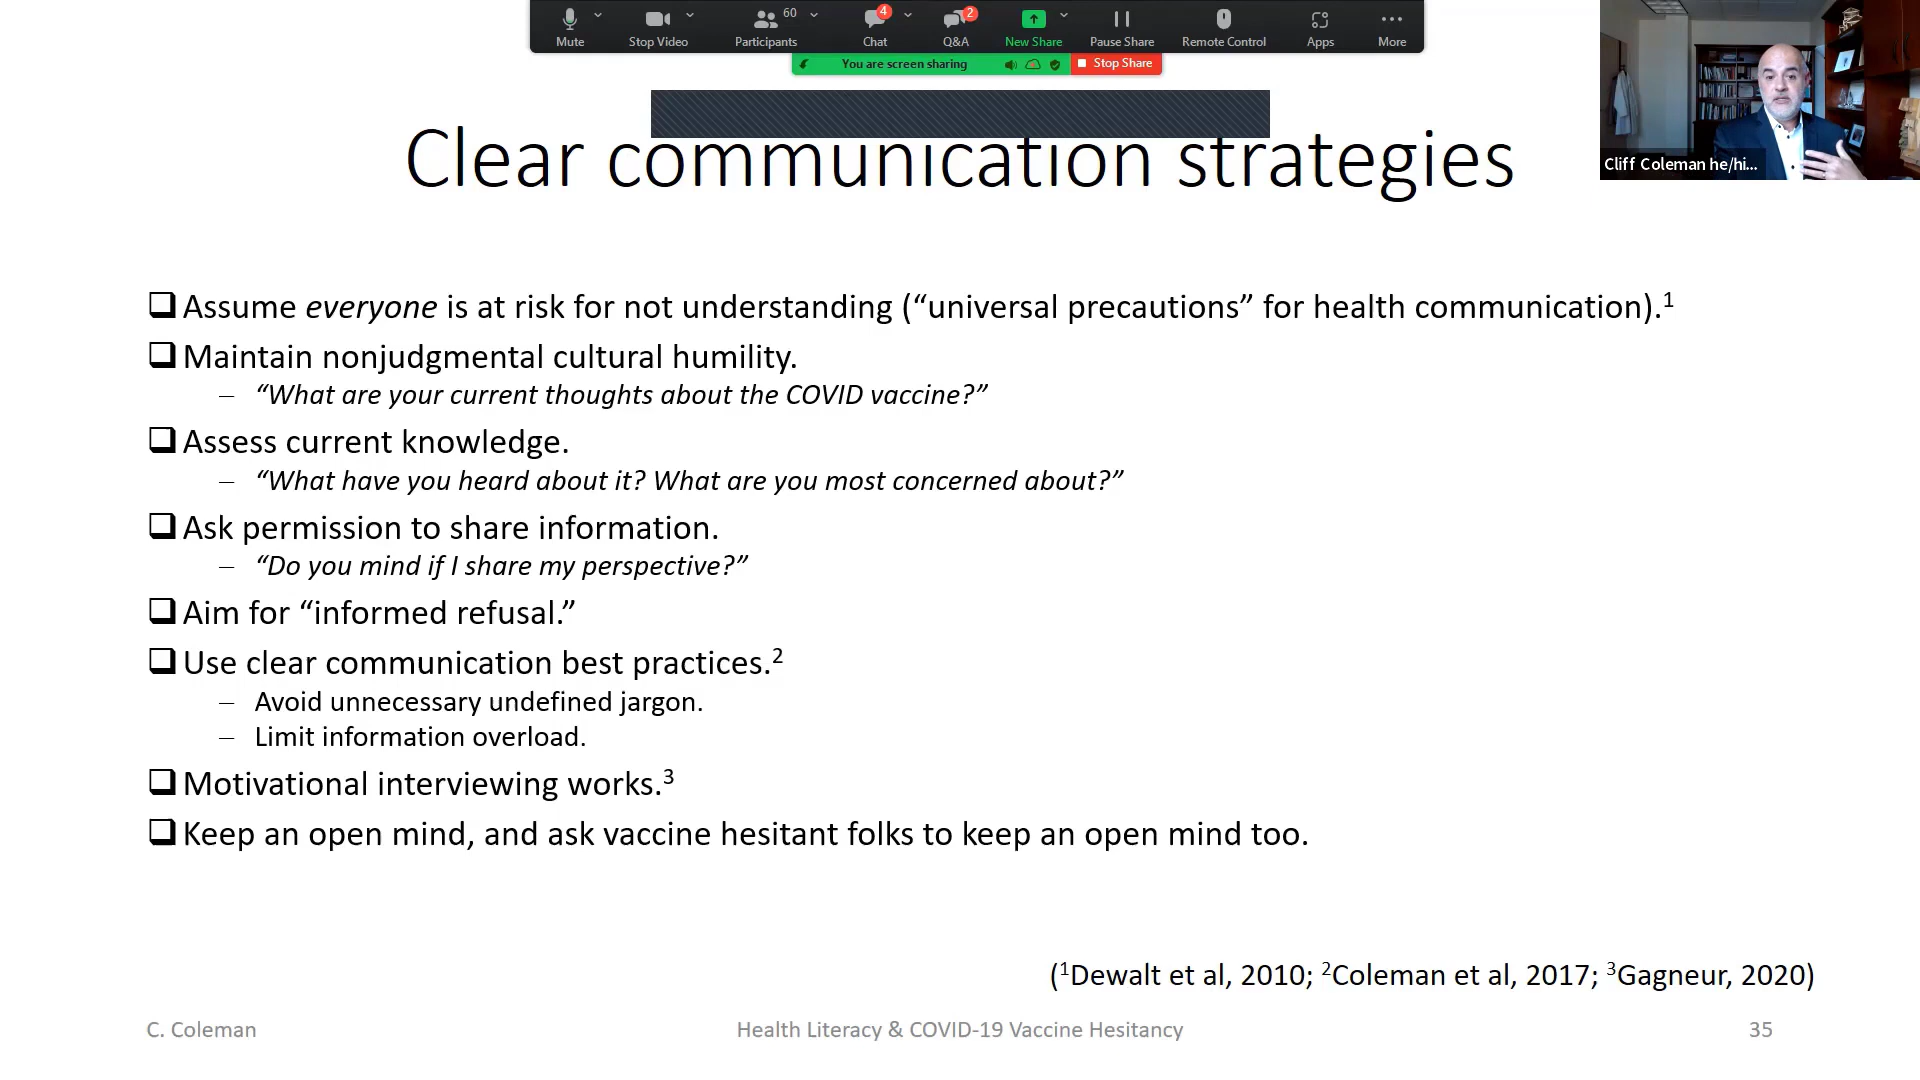 Mute
Stop Video
60
Participants
4
Chat
2
Q&A
New Share
Pause Share
Remote Control
Apps
More
You are screen sharing
Stop Share
Cliff Coleman he/hi...
Clear communication strategies
❑ Assume everyone is at risk for not understanding (“universal precautions” for health communication).¹
❑ Maintain nonjudgmental cultural humility.
– “What are your current thoughts about the COVID vaccine?”
❑ Assess current knowledge.
– “What have you heard about it? What are you most concerned about?”
❑ Ask permission to share information.
– “Do you mind if I share my perspective?”
❑ Aim for “informed refusal.”
❑ Use clear communication best practices.²
– Avoid unnecessary undefined jargon.
– Limit information overload.
❑ Motivational interviewing works.³
❑ Keep an open mind, and ask vaccine hesitant folks to keep an open mind too.
(¹Dewalt et al, 2010; ²Coleman et al, 2017; ³Gagneur, 2020)
C. Coleman
Health Literacy & COVID-19 Vaccine Hesitancy
35